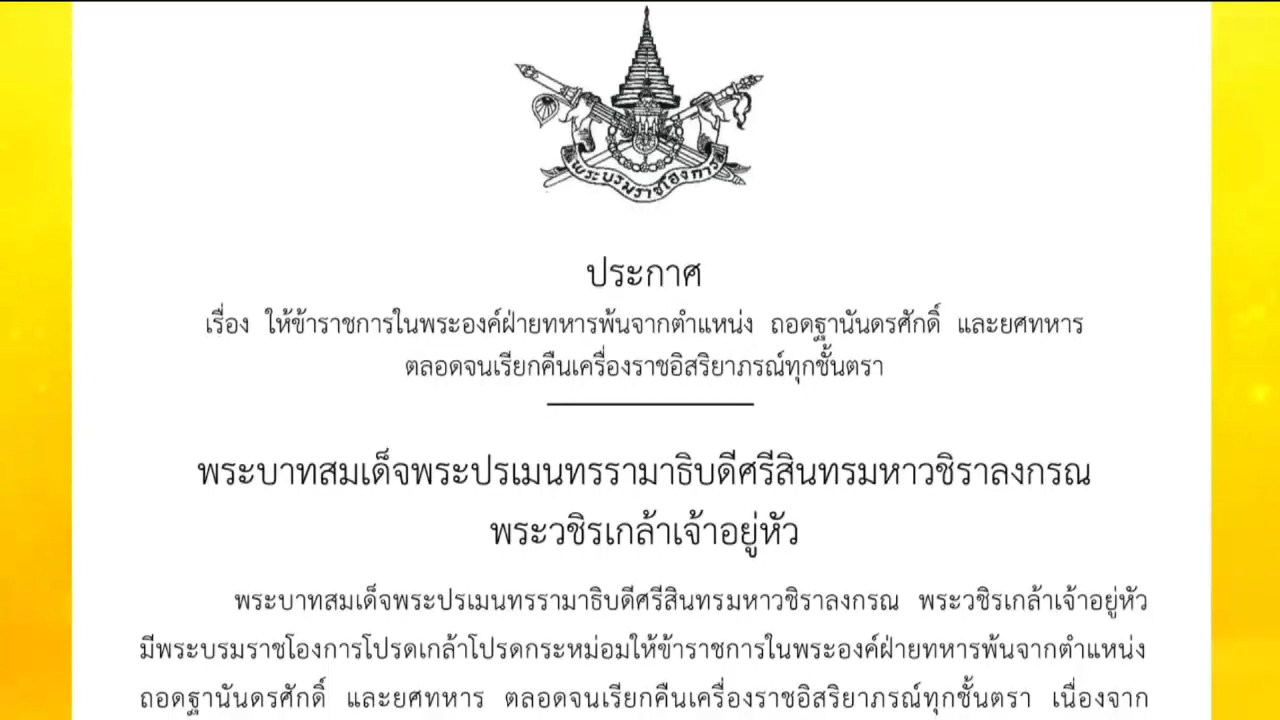 พระบรมราชโองการ
ประกาศ
เรื่อง ให้ข้าราชการในพระองค์ฝ่ายทหารพ้นจากตำแหน่ง ถอดฐานันดรศักดิ์ และยศทหาร
ตลอดจนเรียกคืนเครื่องราชอิสริยาภรณ์ทุกชั้นตรา
พระบาทสมเด็จพระปรเมนทรรามาธิบดีศรีสินทรมหาวชิราลงกรณ
พระวชิรเกล้าเจ้าอยู่หัว
พระบาทสมเด็จพระปรเมนทรรามาธิบดีศรีสินทรมหาวชิราลงกรณ พระวชิรเกล้าเจ้าอยู่หัว
มีพระบรมราชโองการโปรดเกล้าโปรดกระหม่อมให้ข้าราชการในพระองค์ฝ่ายทหารพ้นจากตำแหน่ง
ถอดฐานันดรศักดิ์ และยศทหาร ตลอดจนเรียกคืนเครื่องราชอิสริยาภรณ์ทุกชั้นตรา เนื่องจาก